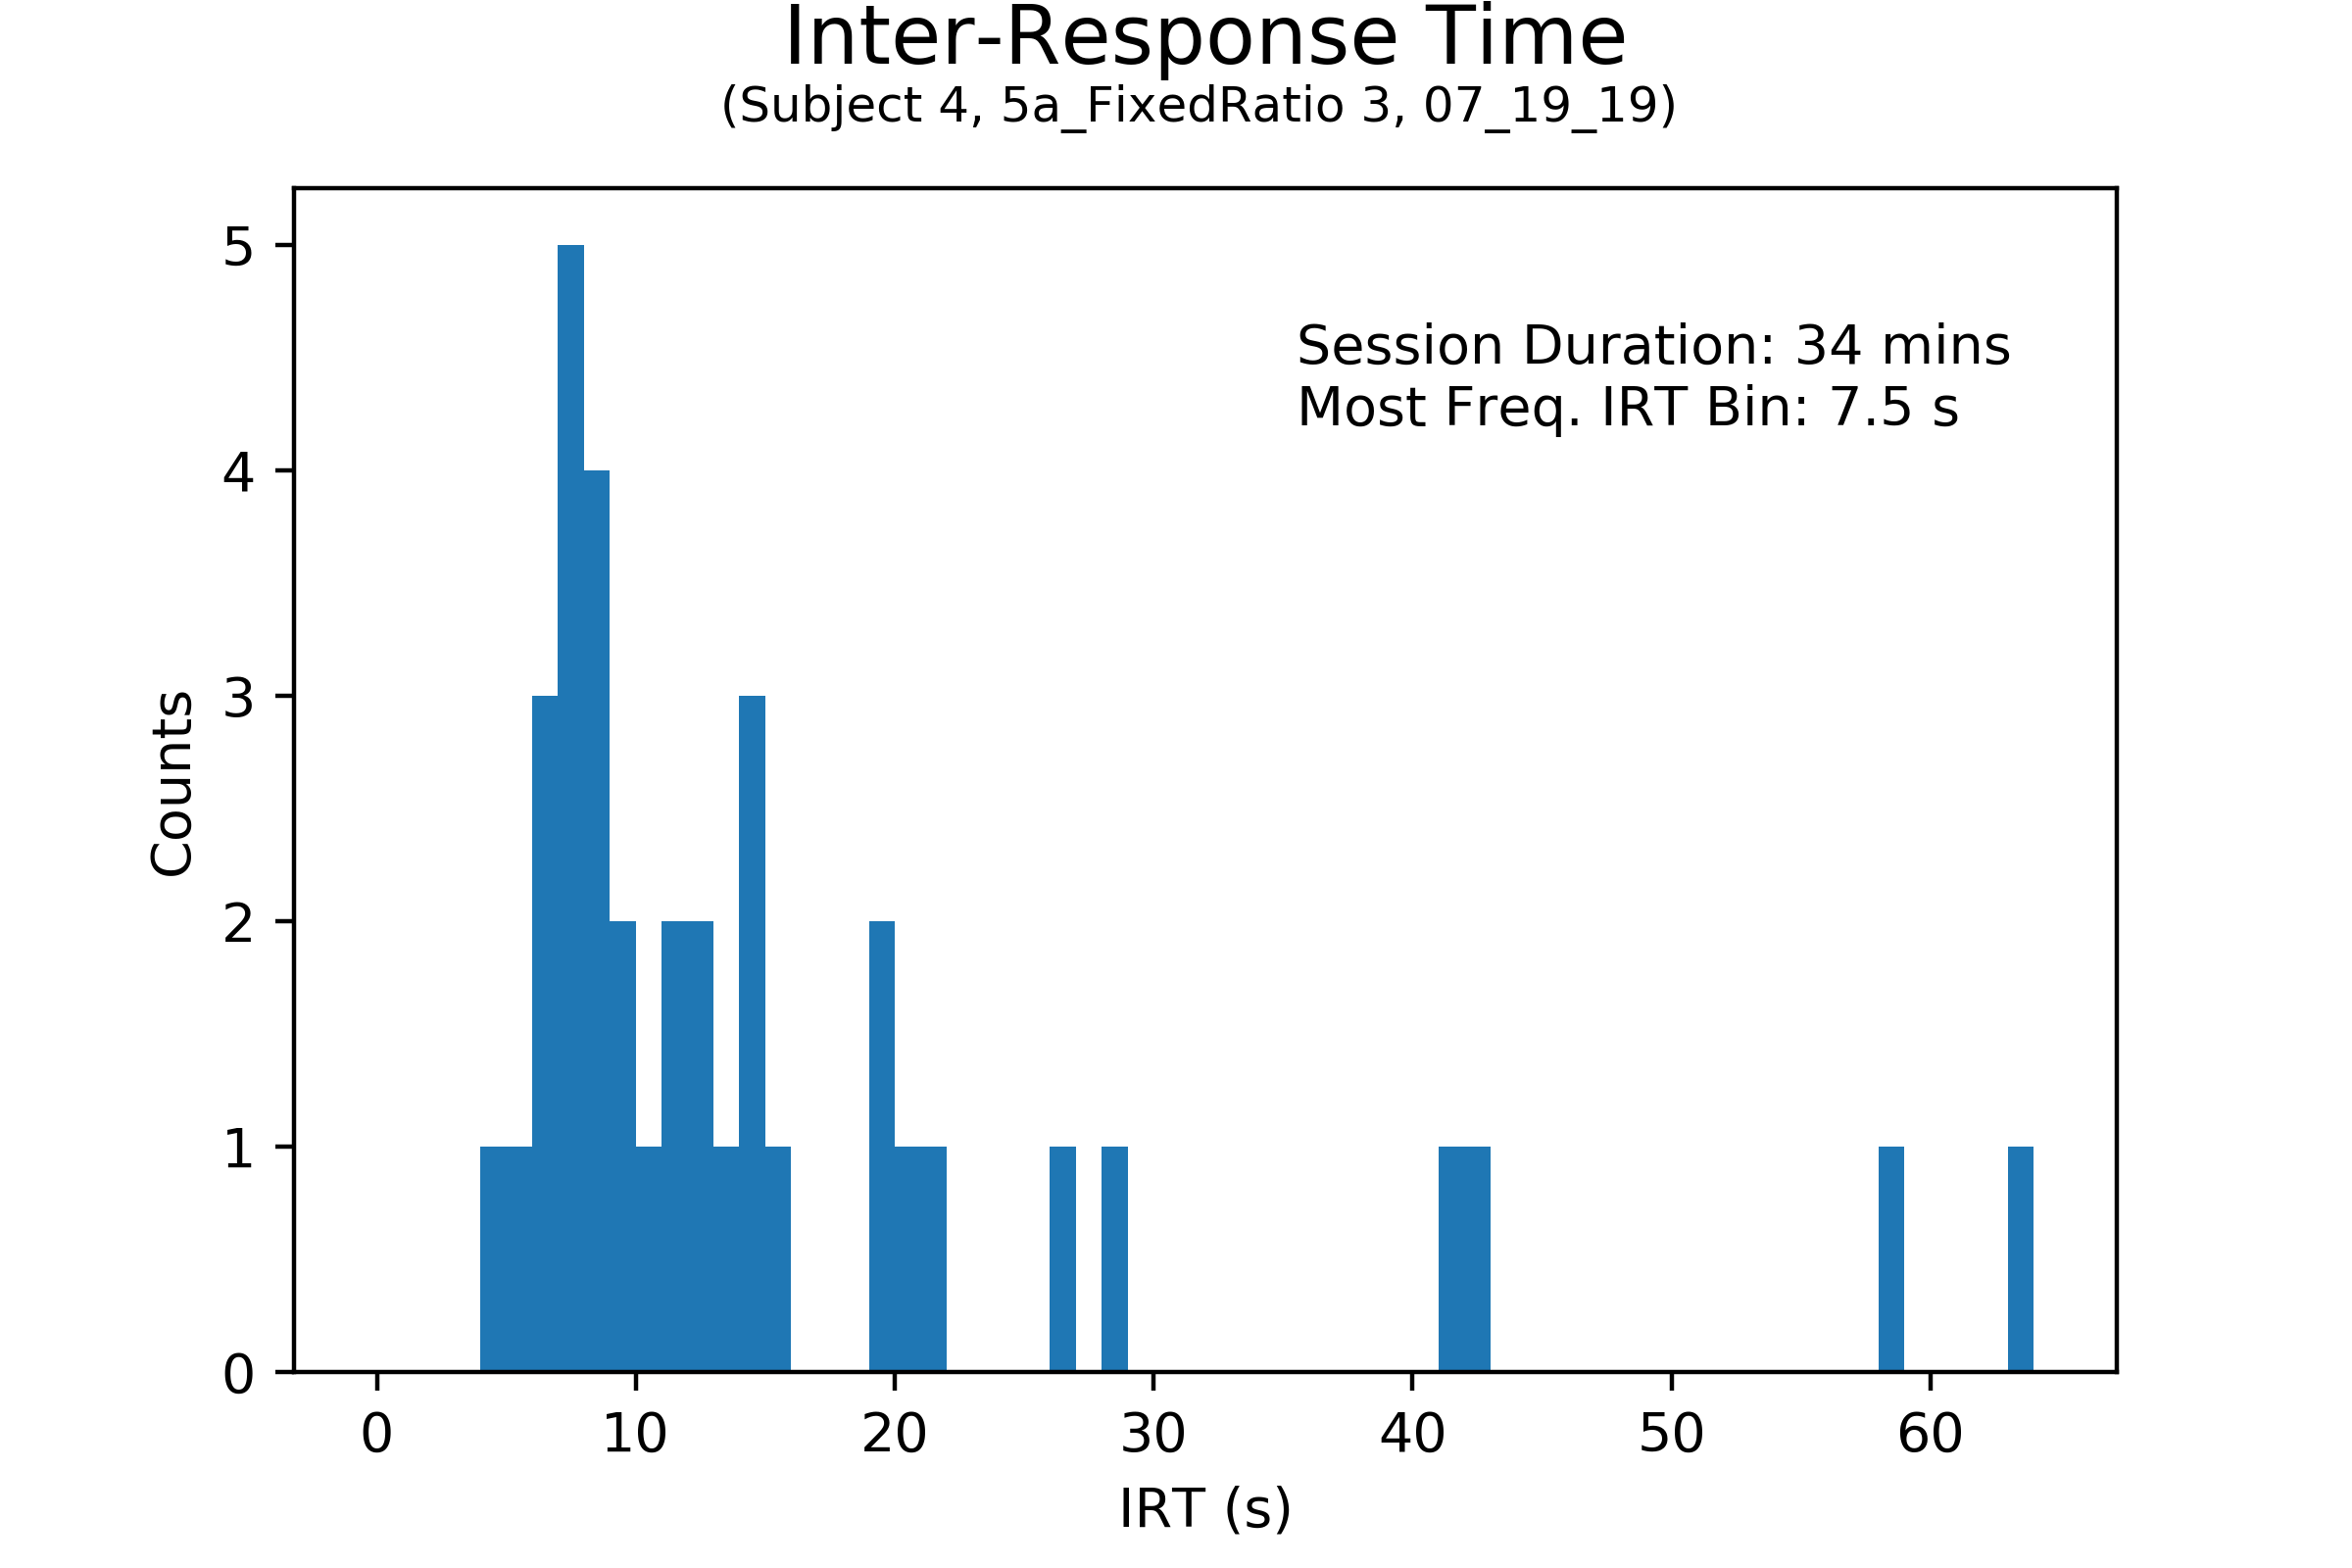 Inter-Response Time
(Subject 4, 5a_FixedRatio 3, 07_19_19)
Session Duration: 34 mins
Most Freq. IRT Bin: 7.5 s
Counts
5
4
3
2
1
0
0 10 20 30 40 50 60
IRT (s)